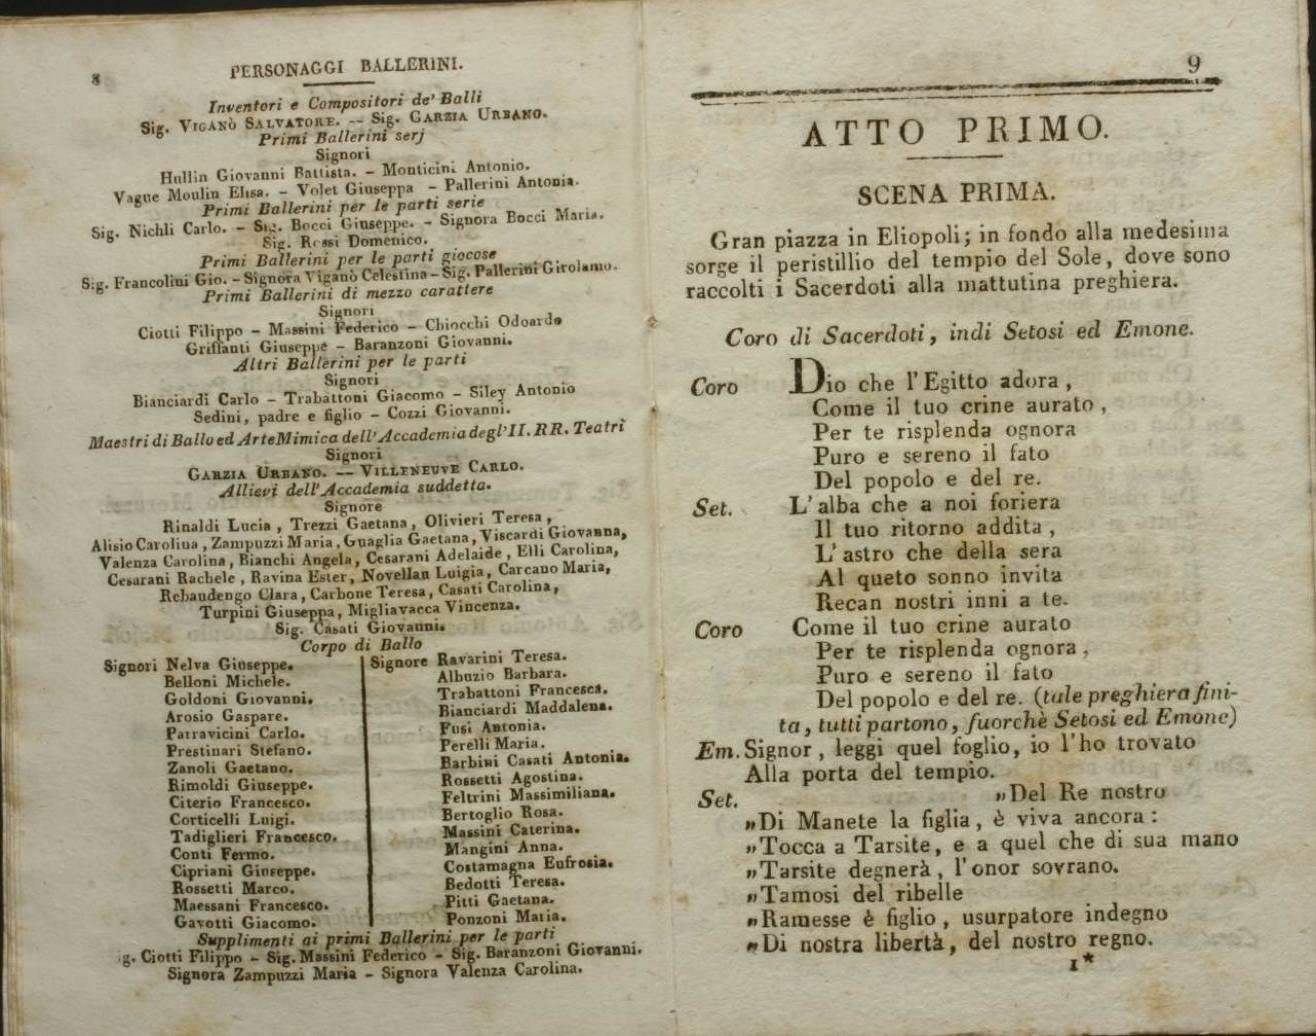 8
PERSONAGGI BALLERINI.
Inventori e Compositori de' Balli
Sig. VIGANÒ SALVATORE. -- Sig. GARZIA URBANO.
Primi Ballerini serj
Signori
Hullin Giovanni Battista. - Monticini Antonio.
Vague Moulin Elisa. - Volet Giuseppa - Pallerini Antonia.
Primi Ballerini per le parti serie
Sig. Nichli Carlo. - Sig. Bocci Giuseppe. - Signora Bocci Maria.
Sig. Rossi Domenico.
Primi Ballerini per le parti giocose
Sig. Francolini Gio. - Signora Viganò Celestina - Sig. Pallerini Girolamo.
Primi Ballerini di mezzo carattere
Signori
Ciotti Filippo - Massini Federico - Chiocchi Odoardo
Griffanti Giuseppe - Baranzoni Giovanni.
Altri Ballerini per le parti
Signori
Bianciardi Carlo - Trabattoni Giacomo - Siley Antonio
Sedini, padre e figlio - Cozzi Giovanni.
Maestri di Ballo ed Arte Mimica dell'Accademia degl'II. RR. Teatri
Signori
GARZIA URBANO. -- VILLENEUVE CARLO.
Allievi dell'Accademia suddetta.
Signore
Rinaldi Lucia, Trezzi Gaetana, Olivieri Teresa,
Alisio Carolina, Zampuzzi Maria, Guaglia Gaetana, Viscardi Giovanna,
Valenza Carolina, Bianchi Angela, Cesarani Adelaide, Elli Carolina,
Cesarani Rachele, Ravina Ester, Novellan Luigia, Carcano Maria,
Rebaudengo Clara, Carbone Teresa, Casati Carolina,
Turpini Giuseppa, Migliavacca Vincenza.
Sig. Casati Giovanni.
Corpo di Ballo
Signori Nelva Giuseppe.
Belloni Michele.
Goldoni Giovanni.
Arosio Gaspare.
Parravicini Carlo.
Prestinari Stefano.
Zanoli Gaetano.
Rimoldi Giuseppe.
Citerio Francesco.
Corticelli Luigi.
Tadiglieri Francesco.
Conti Fermo.
Cipriani Giuseppe.
Rossetti Marco.
Maessani Francesco.
Gavotti Giacomo.
Signore Ravarini Teresa.
Albuzio Barbara.
Trabattoni Francesca.
Bianciardi Maddalena.
Fusi Antonia.
Perelli Maria.
Barbini Casati Antonia.
Rossetti Agostina.
Feltrini Massimiliana.
Bertoglio Rosa.
Massini Caterina.
Mangini Anna.
Costamagna Eufrosia.
Bedotti Teresa.
Pitti Gaetana.
Ponzoni Maria.
Supplimenti ai primi Ballerini per le parti
ig. Ciotti Filippo - Sig. Massini Federico - Sig. Baranzoni Giovanni.
Signora Zampuzzi Maria - Signora Valenza Carolina.
9
ATTO PRIMO.
SCENA PRIMA.
Gran piazza in Eliopoli; in fondo alla medesima
sorge il peristillio del tempio del Sole, dove sono
raccolti i Sacerdoti alla mattutina preghiera.
Coro di Sacerdoti, indi Setosi ed Emone.
Coro Dio che l'Egitto adora,
Come il tuo crine aurato,
Per te risplenda ognora
Puro e sereno il fato
Del popolo e del re.
Set. L'alba che a noi foriera
Il tuo ritorno addita,
L'astro che della sera
Al queto sonno invita
Recan nostri inni a te.
Coro Come il tuo crine aurato
Per te risplenda ognora,
Puro e sereno il fato
Del popolo e del re. (tale preghiera fini-
ta, tutti partono, fuorchè Setosi ed Emone)
Em. Signor, leggi quel foglio, io l'ho trovato
Alla porta del tempio.
Set. „Del Re nostro
„Di Manete la figlia, è viva ancora:
„Tocca a Tarsite, e a quel che di sua mano
„Tarsite degnerà, l'onor sovrano.
„Tamosi del ribelle
„Ramesse è figlio, usurpatore indegno
„Di nostra libertà, del nostro regno.
1*